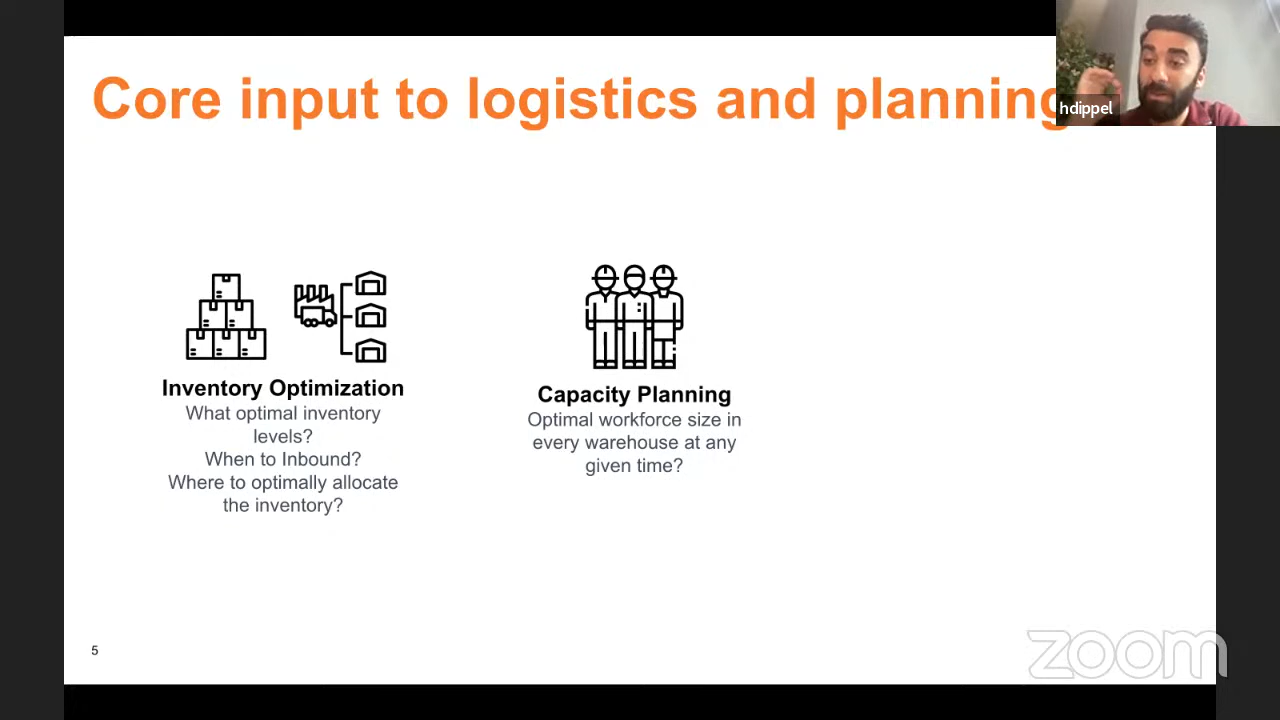 Core input to logistics and planning
hdippel
Inventory Optimization
What optimal inventory
levels?
When to Inbound?
Where to optimally allocate
the inventory?
Capacity Planning
Optimal workforce size in
every warehouse at any
given time?
5
zoom